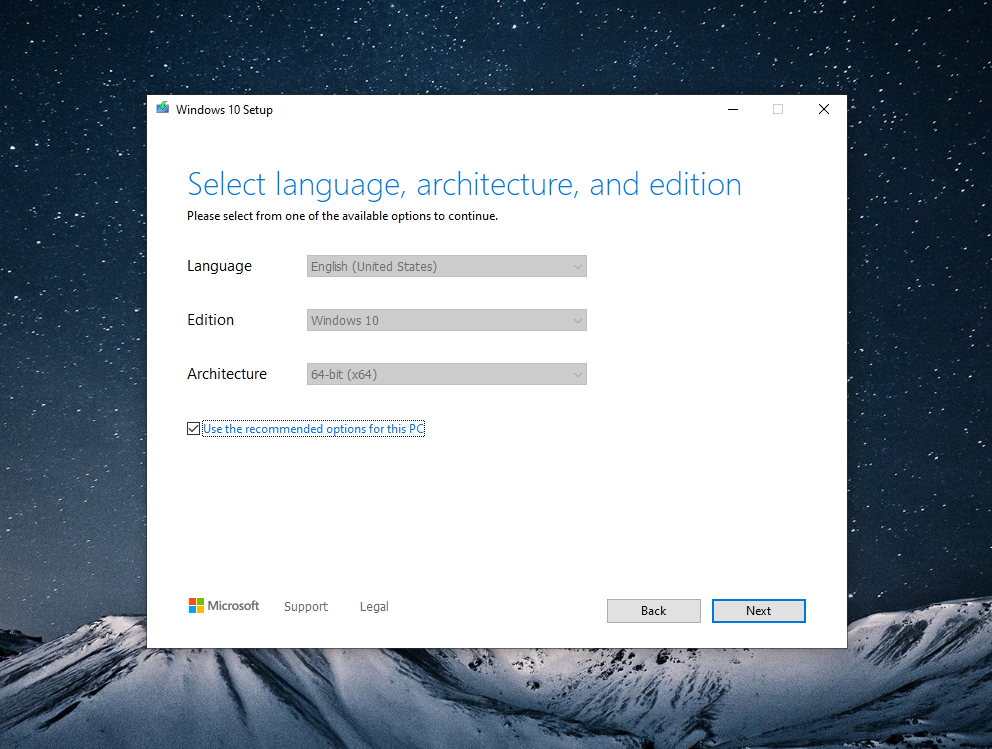 Windows 10 Setup
Select language, architecture, and edition
Please select from one of the available options to continue.
Language English (United States)
Edition Windows 10
Architecture 64-bit (x64)
Use the recommended options for this PC
Microsoft Support Legal Back Next